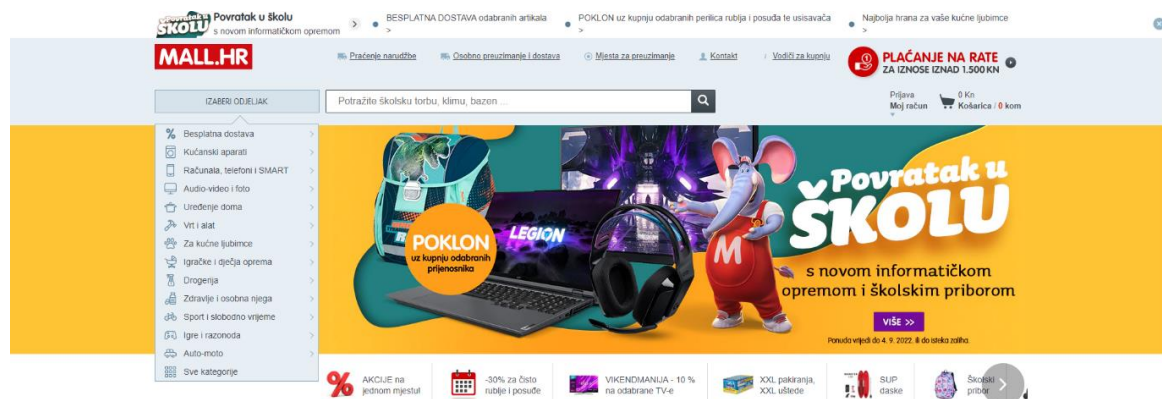 Povratak u ŠKOLU
Povratak u školu
s novom informatičkom opremom
BESPLATNA DOSTAVA odabranih artikala
>
POKLON uz kupnju odabranih perilica rublja i posuđa te usisavača
>
Najbolja hrana za vaše kućne ljubimce
>
MALL.HR
Praćenje narudžbe
Osobno preuzimanje i dostava
Mjesta za preuzimanje
Kontakt
Vodiči za kupnju
PLAĆANJE NA RATE
ZA IZNOSE IZNAD 1.500 KN
IZABERI ODJELJAK
Potražite školsku torbu, klimu, bazen ...
Prijava
Moj račun
0 Kn
Košarica / 0 kom
Besplatna dostava
Kućanski aparati
Računala, telefoni i SMART
Audio-video i foto
Uređenje doma
Vrt i alat
Za kućne ljubimce
Igračke i dječja oprema
Drogerija
Zdravlje i osobna njega
Sport i slobodno vrijeme
Igre i razonoda
Auto-moto
Sve kategorije
POKLON
uz kupnju odabranih
prijenosnika
LEGION
M
Povratak u
ŠKOLU
s novom informatičkom
opremom i školskim priborom
VIŠE >>
Ponuda vrijedi do 4. 9. 2022. ili do isteka zaliha.
AKCIJE na
jednom mjestu!
-30% za čisto
rublje i posuđe
VIKENDMANIJA - 10 %
na odabrane TV-e
XXL pakiranja,
XXL uštede
SUP
daske
Školski
pribor